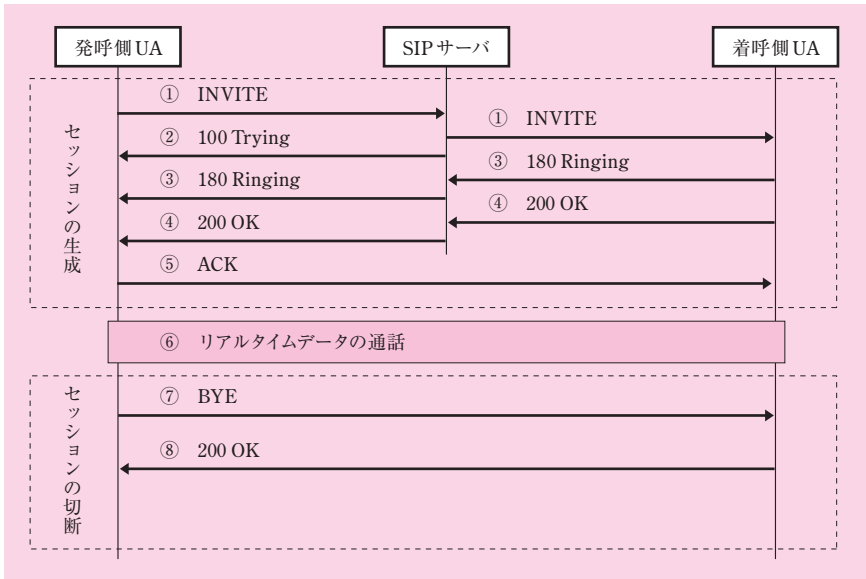 発呼側UA
SIPサーバ
着呼側UA
セッションの生成
① INVITE
① INVITE
② 100 Trying
③ 180 Ringing
③ 180 Ringing
④ 200 OK
④ 200 OK
⑤ ACK
⑥ リアルタイムデータの通話
セッションの切断
⑦ BYE
⑧ 200 OK